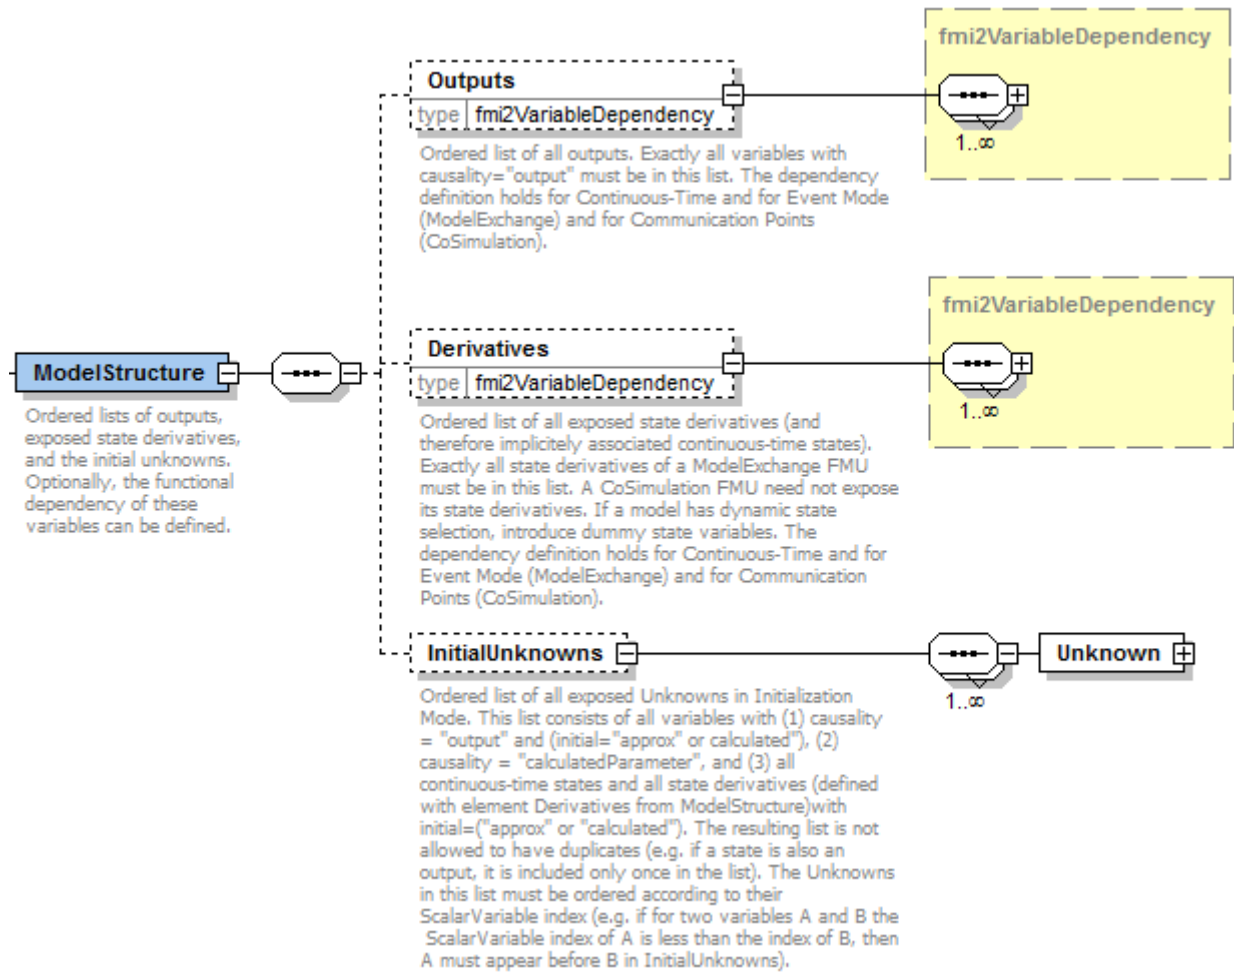 fmi2VariableDependency
Outputs
type fmi2VariableDependency
1..∞
Ordered list of all outputs. Exactly all variables with
causality="output" must be in this list. The dependency
definition holds for Continuous-Time and for Event Mode
(ModelExchange) and for Communication Points
(CoSimulation).
fmi2VariableDependency
Derivatives
type fmi2VariableDependency
1..∞
Ordered list of all exposed state derivatives (and
therefore implicitely associated continuous-time states).
Exactly all state derivatives of a ModelExchange FMU
must be in this list. A CoSimulation FMU need not expose
its state derivatives. If a model has dynamic state
selection, introduce dummy state variables. The
dependency definition holds for Continuous-Time and for
Event Mode (ModelExchange) and for Communication
Points (CoSimulation).
ModelStructure
Ordered lists of outputs,
exposed state derivatives,
and the initial unknowns.
Optionally, the functional
dependency of these
variables can be defined.
InitialUnknowns
Unknown
1..∞
Ordered list of all exposed Unknowns in Initialization
Mode. This list consists of all variables with (1) causality
= "output" and (initial="approx" or calculated"), (2)
causality = "calculatedParameter", and (3) all
continuous-time states and all state derivatives (defined
with element Derivatives from ModelStructure)with
initial=("approx" or "calculated"). The resulting list is not
allowed to have duplicates (e.g. if a state is also an
output, it is included only once in the list). The Unknowns
in this list must be ordered according to their
ScalarVariable index (e.g. if for two variables A and B the
ScalarVariable index of A is less than the index of B, then
A must appear before B in InitialUnknowns).